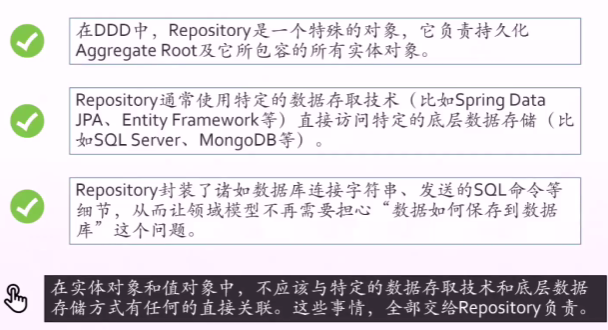 在DDD中，Repository是一个特殊的对象，它负责持久化
Aggregate Root及它所包容的所有实体对象。
Repository通常使用特定的数据存取技术（比如Spring Data
JPA、Entity Framework等）直接访问特定的底层数据存储（比
如SQL Server、MongoDB等）。
Repository封装了诸如数据库连接字符串、发送的SQL命令等
细节，从而让领域模型不再需要担心“数据如何保存到数据
库”这个问题。
在实体对象和值对象中，不应该与特定的数据存取技术和底层数据
存储方式有任何的直接关联。这些事情，全部交给Repository负责。